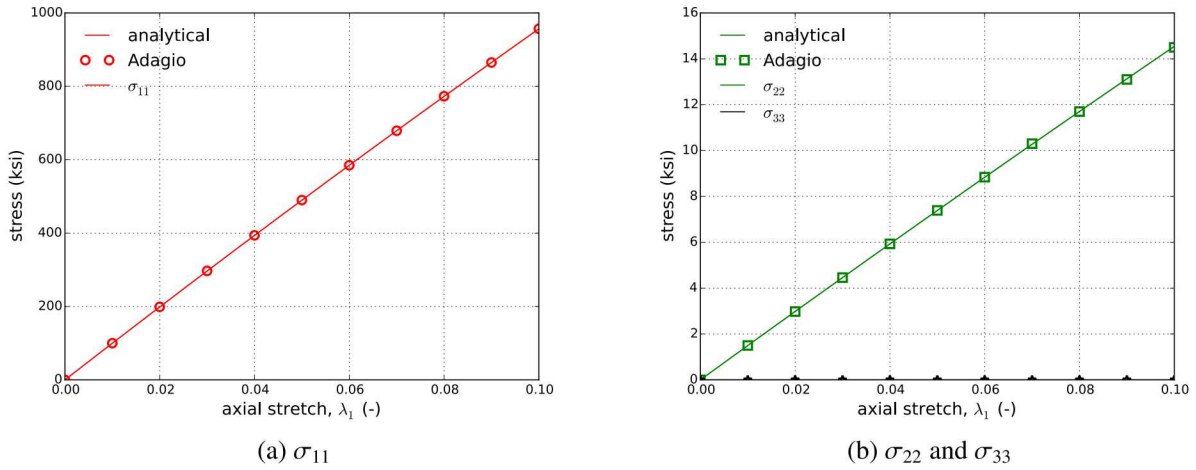 1000
800
600
400
200
0
0.00 0.02 0.04 0.06 0.08 0.10
stress (ksi)
axial stretch, λ₁ (-)
analytical
Adagio
σ₁₁
(a) σ₁₁
16
14
12
10
8
6
4
2
0
0.00 0.02 0.04 0.06 0.08 0.10
stress (ksi)
axial stretch, λ₁ (-)
analytical
Adagio
σ₂₂
σ₃₃
(b) σ₂₂ and σ₃₃